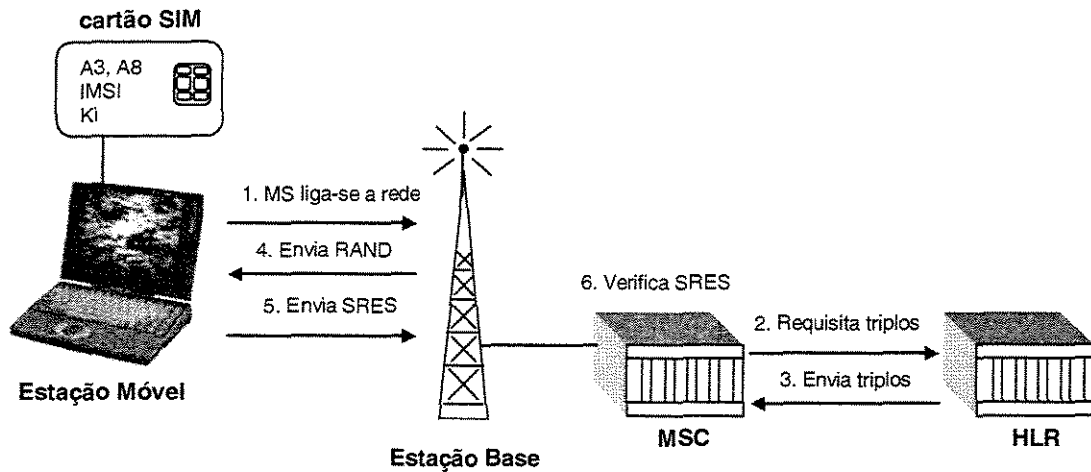 cartão SIM
A3, A8
IMSI
Ki
1. MS liga-se a rede
4. Envia RAND
5. Envia SRES
6. Verifica SRES
2. Requisita triplos
3. Envia triplos
Estação Móvel
Estação Base
MSC
HLR